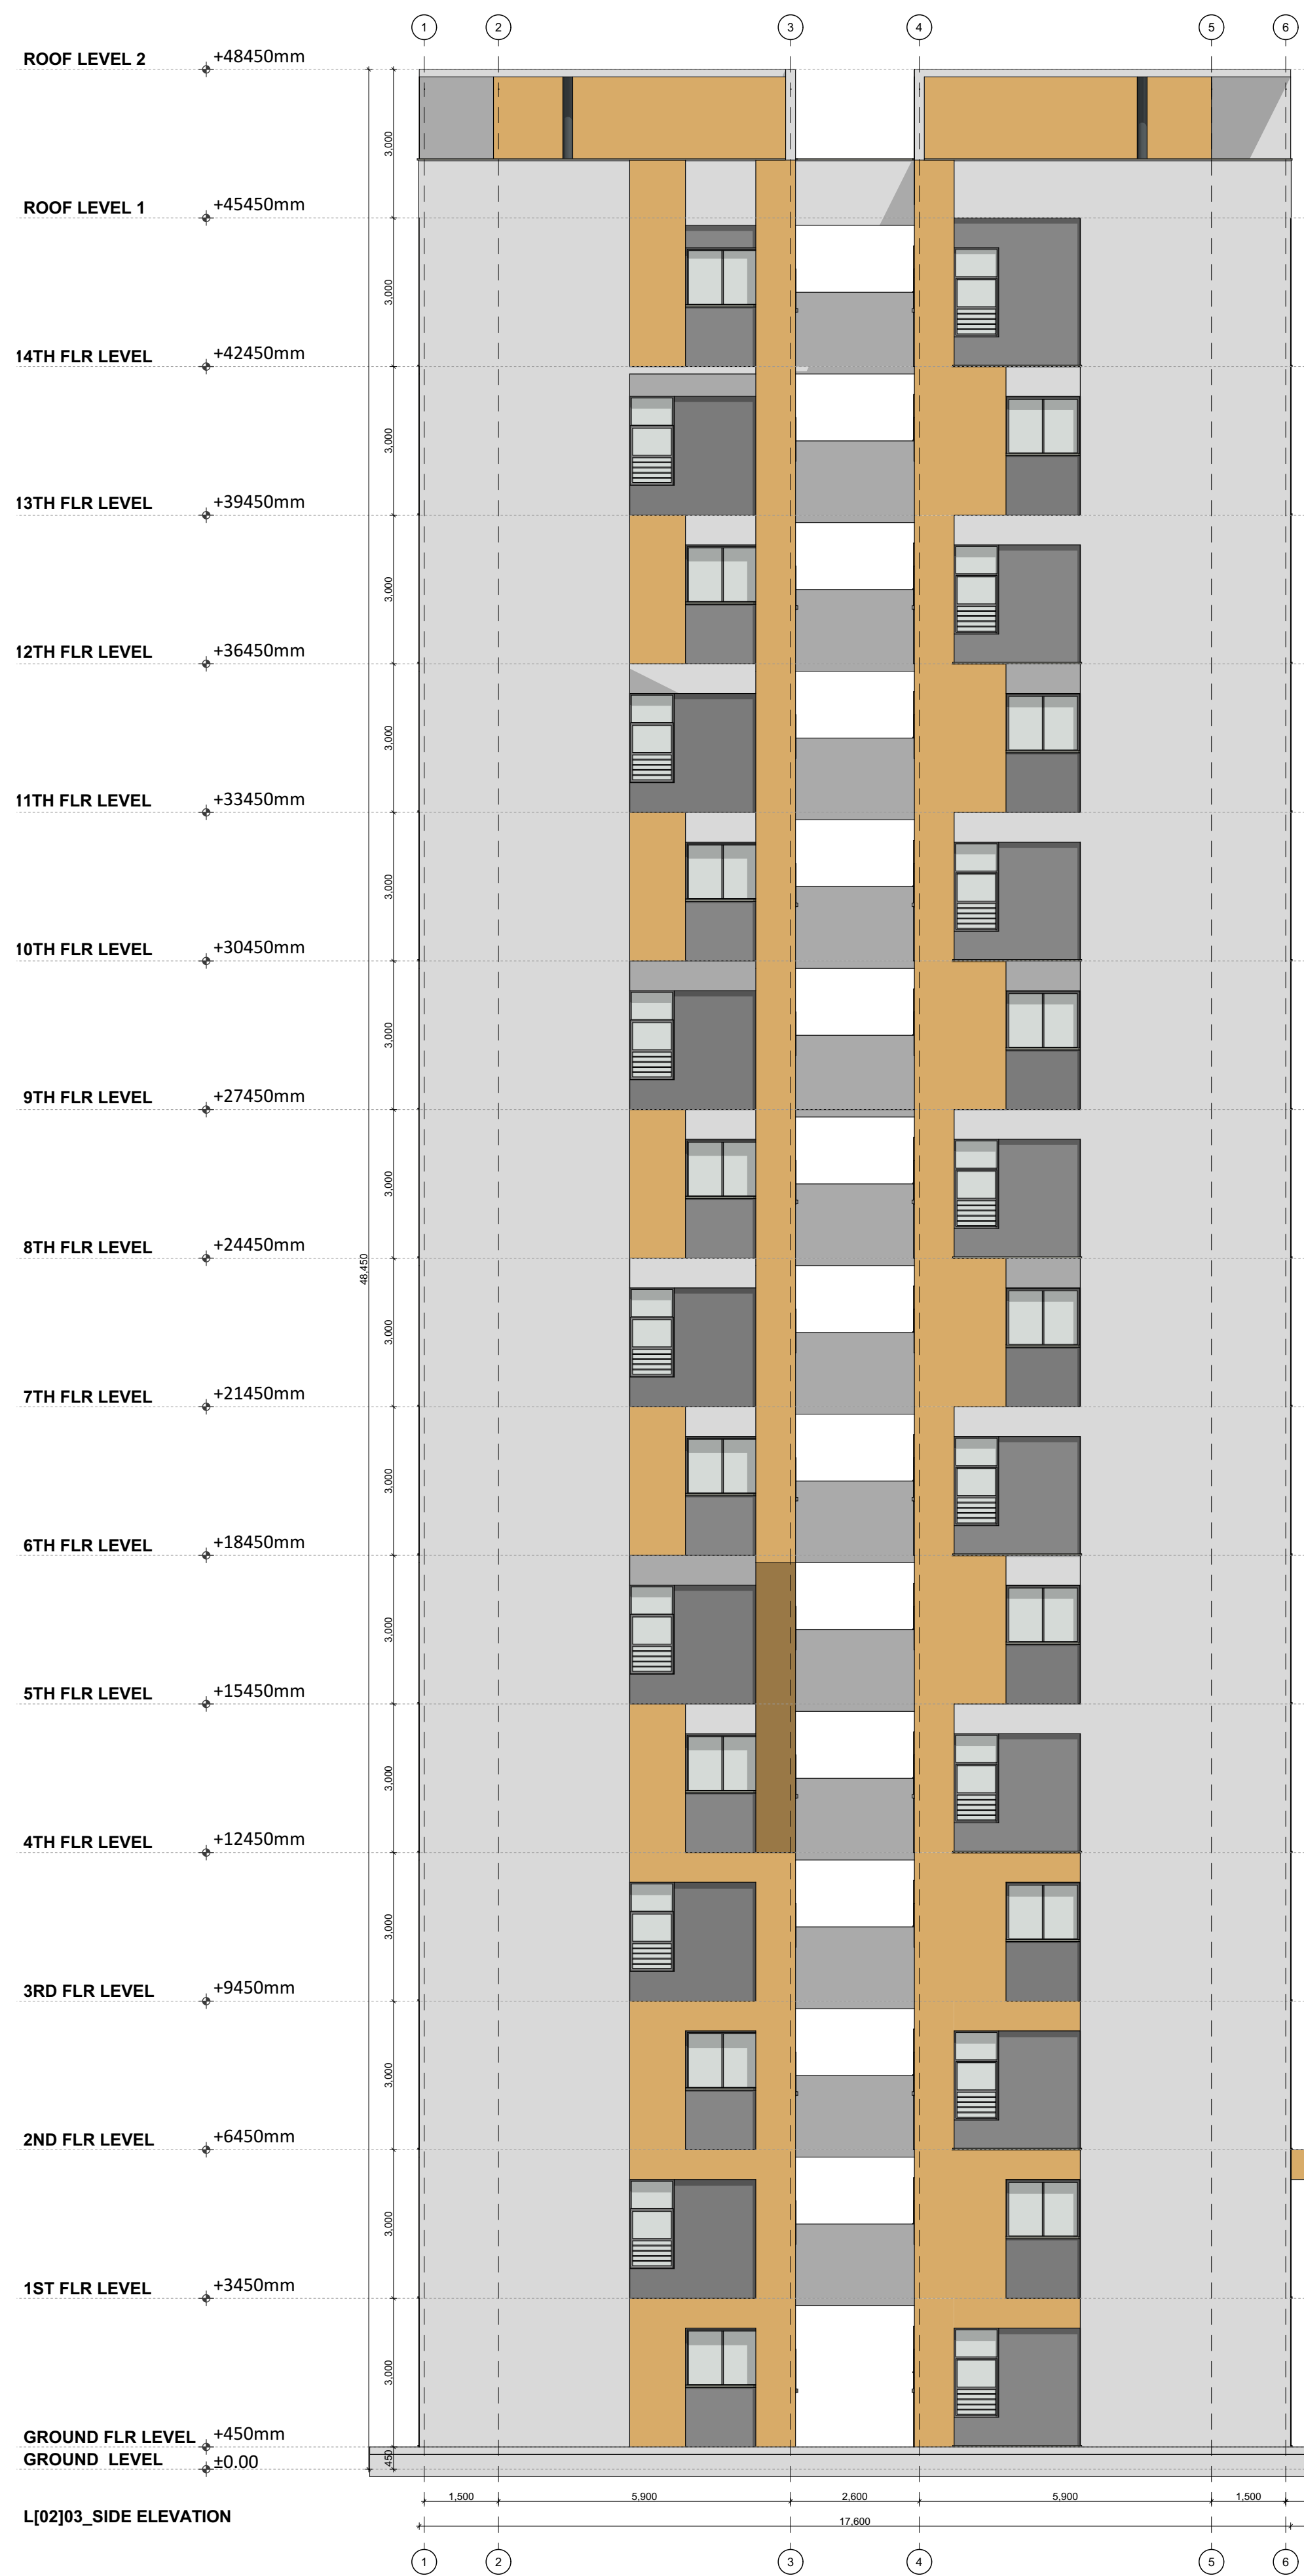 1 2 3 4 5 6
ROOF LEVEL 2 +48450mm
3,000
ROOF LEVEL 1 +45450mm
3,000
14TH FLR LEVEL +42450mm
3,000
13TH FLR LEVEL +39450mm
3,000
12TH FLR LEVEL +36450mm
3,000
11TH FLR LEVEL +33450mm
3,000
10TH FLR LEVEL +30450mm
3,000
9TH FLR LEVEL +27450mm
3,000
8TH FLR LEVEL +24450mm
48,450
3,000
7TH FLR LEVEL +21450mm
3,000
6TH FLR LEVEL +18450mm
3,000
5TH FLR LEVEL +15450mm
3,000
4TH FLR LEVEL +12450mm
3,000
3RD FLR LEVEL +9450mm
3,000
2ND FLR LEVEL +6450mm
3,000
1ST FLR LEVEL +3450mm
3,000
GROUND FLR LEVEL +450mm
GROUND LEVEL ±0.00
450
1,500 5,900 2,600 5,900 1,500
L[02]03_SIDE ELEVATION
17,600
1 2 3 4 5 6